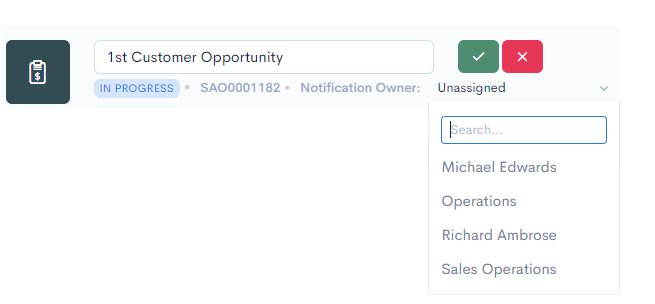 1st Customer Opportunity
IN PROGRESS • SAO0001182 • Notification Owner: Unassigned
Search...
Michael Edwards
Operations
Richard Ambrose
Sales Operations